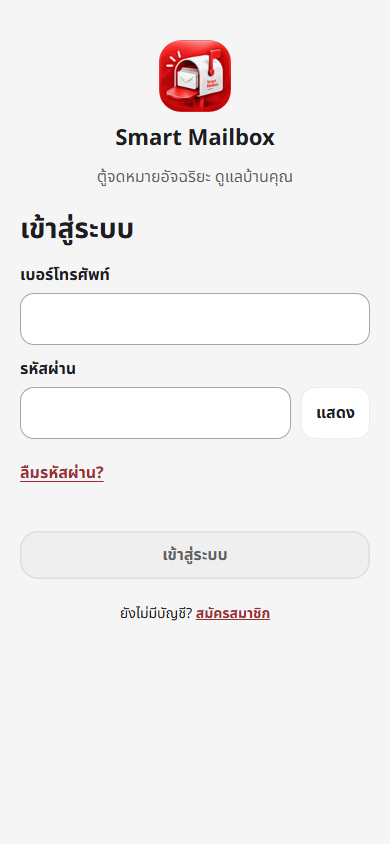 Smart Mailbox
ตู้จดหมายอัจฉริยะ ดูแลบ้านคุณ
เข้าสู่ระบบ
เบอร์โทรศัพท์
รหัสผ่าน
แสดง
ลืมรหัสผ่าน?
เข้าสู่ระบบ
ยังไม่มีบัญชี? สมัครสมาชิก